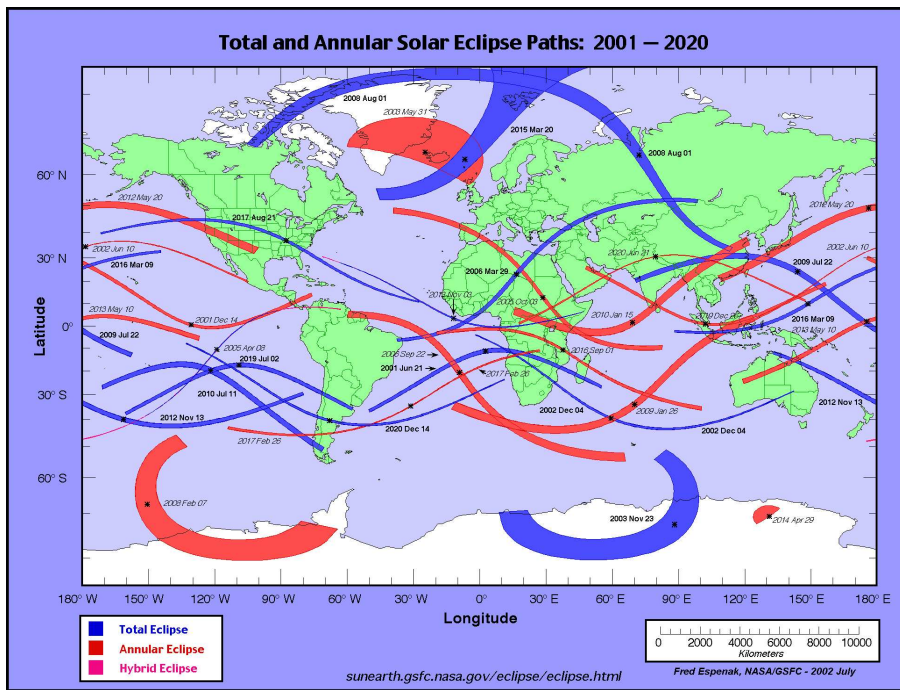 Total and Annular Solar Eclipse Paths: 2001 — 2020
2008 Aug 01
2003 May 31
2015 Mar 20
2008 Aug 01
60° N
2012 May 20
2012 May 20
2017 Aug 21
2002 Jun 10
2002 Jun 10
2020 Jun 21
2016 Mar 09
2006 Mar 29
2009 Jul 22
30° N
2005 Oct 03
2013 Nov 03
2010 Jan 15
2019 Dec 26
2013 May 10
2001 Dec 14
2016 Mar 09
2013 May 10
Latitude
0°
2009 Jul 22
2005 Apr 08
2019 Jul 02
2006 Sep 22
2016 Sep 01
2001 Jun 21
2017 Feb 26
2010 Jul 11
30° S
2012 Nov 13
2020 Dec 14
2002 Dec 04
2009 Jan 26
2012 Nov 13
2017 Feb 26
2002 Dec 04
60° S
2008 Feb 07
2003 Nov 23
2014 Apr 29
180° W 150° W 120° W 90° W 60° W 30° W 0° 30° E 60° E 90° E 120° E 150° E 180° E
Longitude
Total Eclipse
Annular Eclipse
Hybrid Eclipse
0 2000 4000 6000 8000 10000
Kilometers
Fred Espenak, NASA/GSFC - 2002 July
sunearth.gsfc.nasa.gov/eclipse/eclipse.html